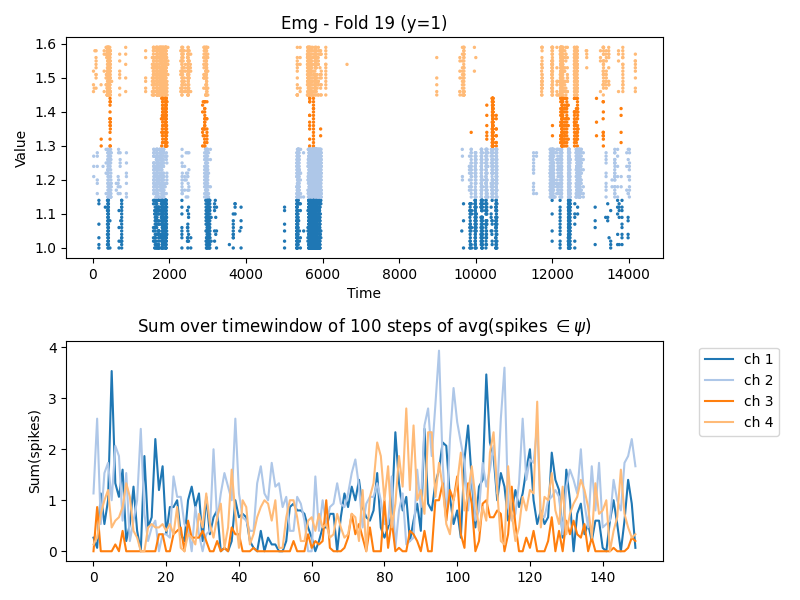 Emg - Fold 19 (y=1)
1.6
1.5
1.4
1.3
1.2
1.1
1.0
Value
0 2000 4000 6000 8000 10000 12000 14000
Time
Sum over timewindow of 100 steps of avg(spikes ∈ ψ)
4
3
2
1
0
Sum(spikes)
0 20 40 60 80 100 120 140
ch 1
ch 2
ch 3
ch 4